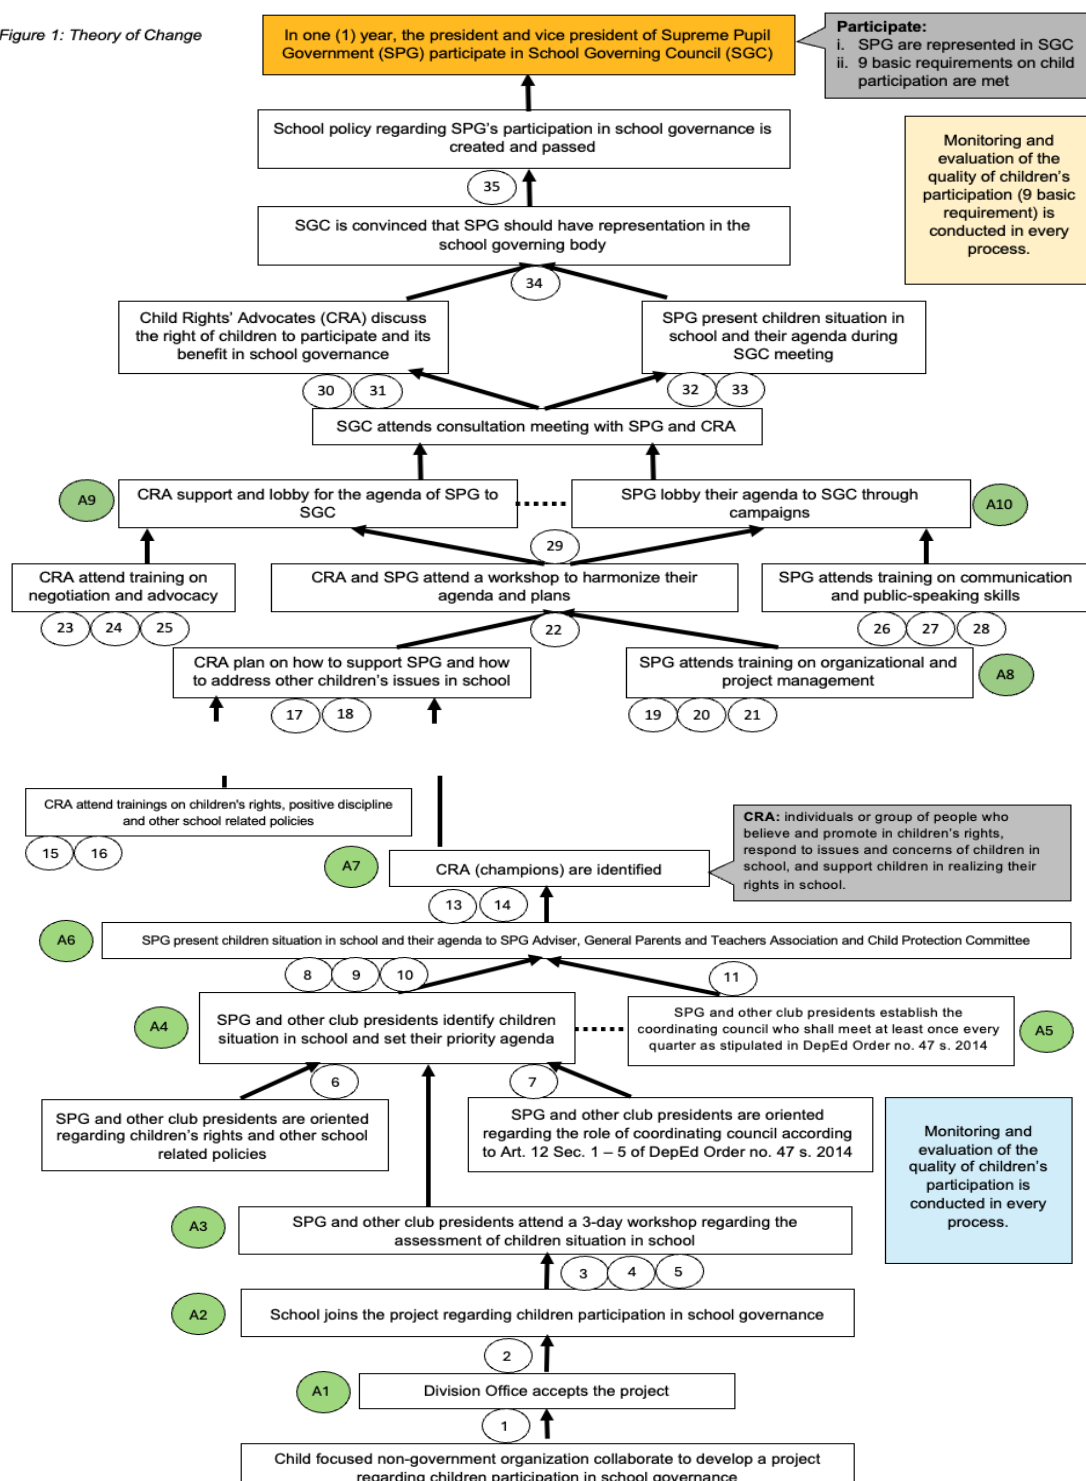 Figure 1: Theory of Change
In one (1) year, the president and vice president of Supreme Pupil
Government (SPG) participate in School Governing Council (SGC)
Participate:
i. SPG are represented in SGC
ii. 9 basic requirements on child
participation are met
School policy regarding SPG's participation in school governance is
created and passed
Monitoring and
evaluation of the
quality of children's
participation (9 basic
requirement) is
conducted in every
process.
35
SGC is convinced that SPG should have representation in the
school governing body
34
Child Rights' Advocates (CRA) discuss
the right of children to participate and its
benefit in school governance
SPG present children situation in
school and their agenda during
SGC meeting
30
31
32
33
SGC attends consultation meeting with SPG and CRA
A9
CRA support and lobby for the agenda of SPG to
SGC
SPG lobby their agenda to SGC through
campaigns
A10
29
CRA attend training on
negotiation and advocacy
CRA and SPG attend a workshop to harmonize their
agenda and plans
SPG attends training on communication
and public-speaking skills
23
24
25
22
26
27
28
CRA plan on how to support SPG and how
to address other children's issues in school
SPG attends training on organizational and
project management
A8
17
18
19
20
21
CRA attend trainings on children's rights, positive discipline
and other school related policies
15
16
CRA: individuals or group of people who
believe and promote in children's rights,
respond to issues and concerns of children in
school, and support children in realizing their
rights in school.
A7
CRA (champions) are identified
13
14
A6
SPG present children situation in school and their agenda to SPG Adviser, General Parents and Teachers Association and Child Protection Committee
8
9
10
11
A4
SPG and other club presidents identify children
situation in school and set their priority agenda
SPG and other club presidents establish the
coordinating council who shall meet at least once every
quarter as stipulated in DepEd Order no. 47 s. 2014
A5
6
7
SPG and other club presidents are oriented
regarding children's rights and other school
related policies
SPG and other club presidents are oriented
regarding the role of coordinating council according
to Art. 12 Sec. 1 – 5 of DepEd Order no. 47 s. 2014
Monitoring and
evaluation of the
quality of children's
participation is
conducted in every
process.
A3
SPG and other club presidents attend a 3-day workshop regarding the
assessment of children situation in school
3
4
5
A2
School joins the project regarding children participation in school governance
2
A1
Division Office accepts the project
1
Child focused non-government organization collaborate to develop a project
regarding children participation in school governance